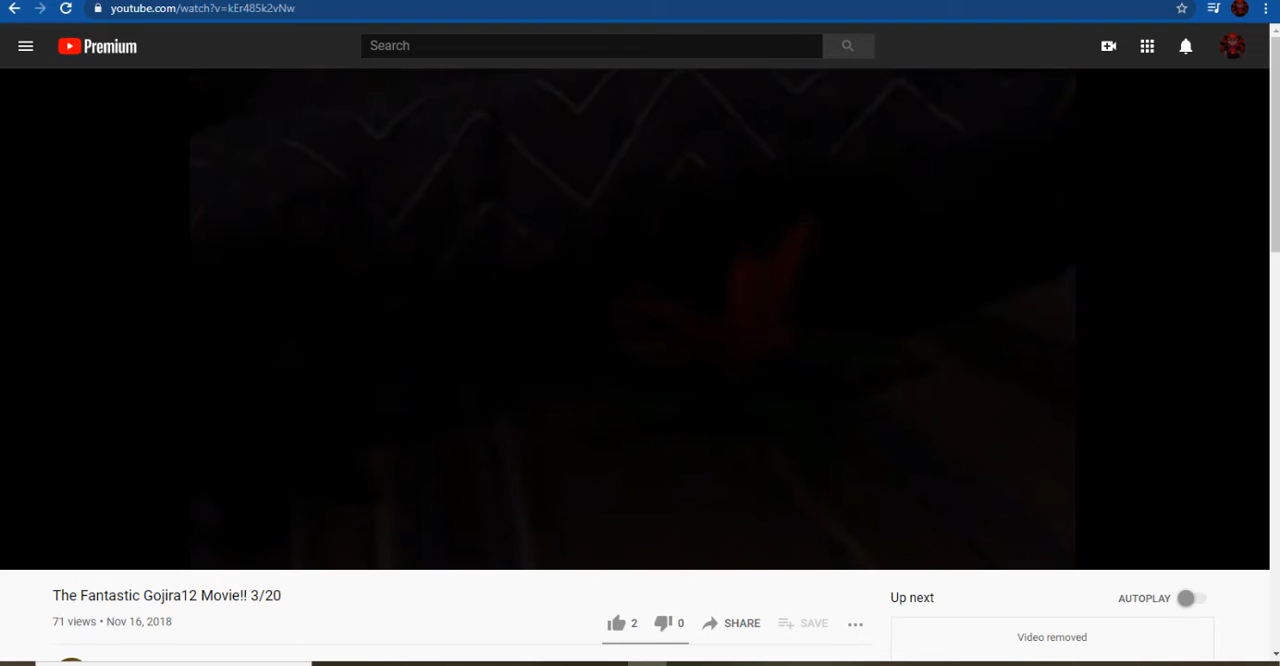 youtube.com/watch?v=kEr485k2vNw
Premium
Search
The Fantastic Gojira12 Movie!! 3/20
71 views • Nov 16, 2018
2
0
SHARE
SAVE
Up next
AUTOPLAY
Video removed